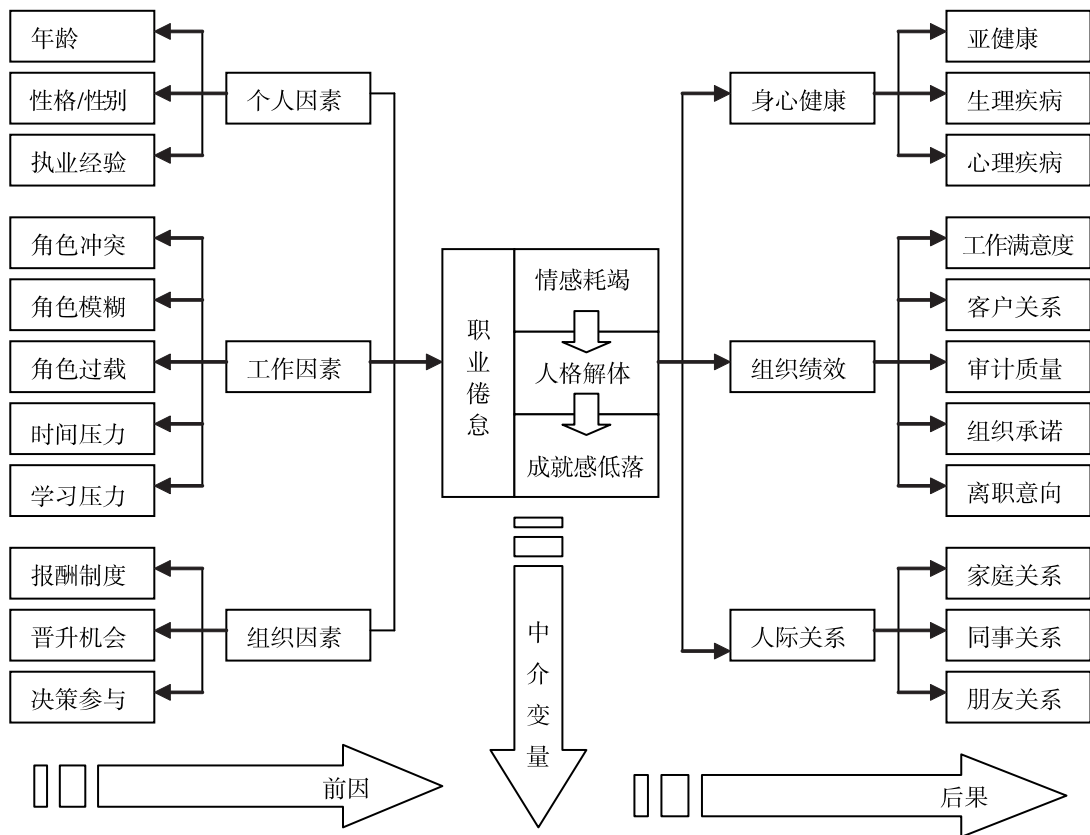 年龄
性格/性别
执业经验
个人因素
角色冲突
角色模糊
角色过载
时间压力
学习压力
工作因素
报酬制度
晋升机会
决策参与
组织因素
职业倦怠
情感耗竭
人格解体
成就感低落
身心健康
亚健康
生理疾病
心理疾病
组织绩效
工作满意度
客户关系
审计质量
组织承诺
离职意向
人际关系
家庭关系
同事关系
朋友关系
前因
中介变量
后果